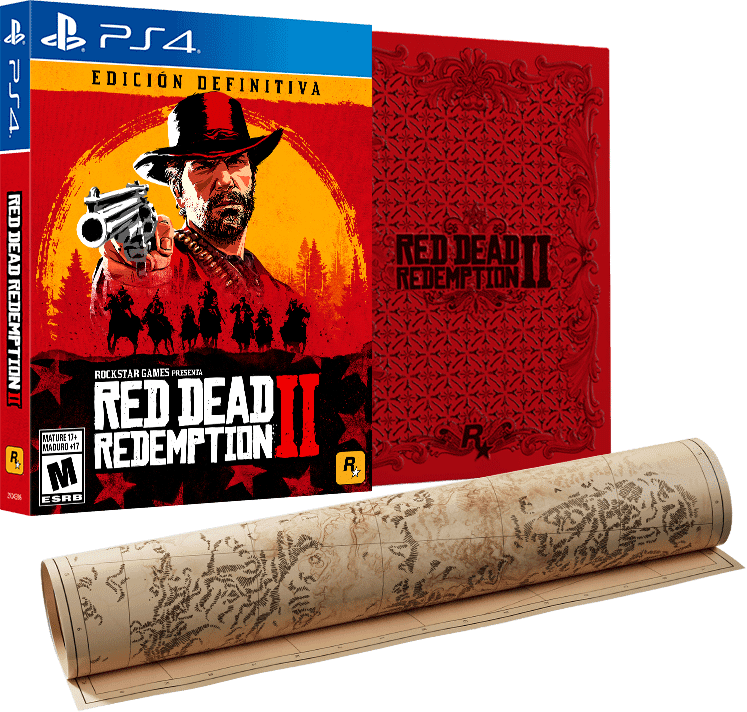 PS4
EDICIÓN DEFINITIVA
ROCKSTAR GAMES PRESENTA
RED DEAD
REDEMPTION II
MATURE 17+
MADURO +17
M
ESRB
R
PS4
RED DEAD REDEMPTION II
R
RED DEAD
REDEMPTION II
R